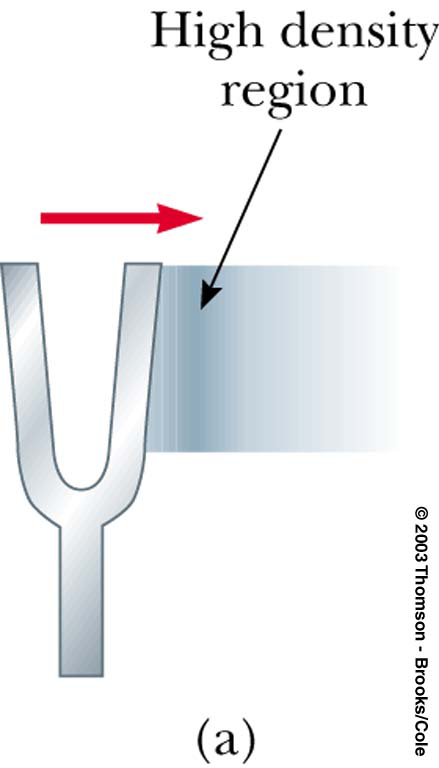 High density
region
© 2003 Thomson - Brooks/Cole
(a)